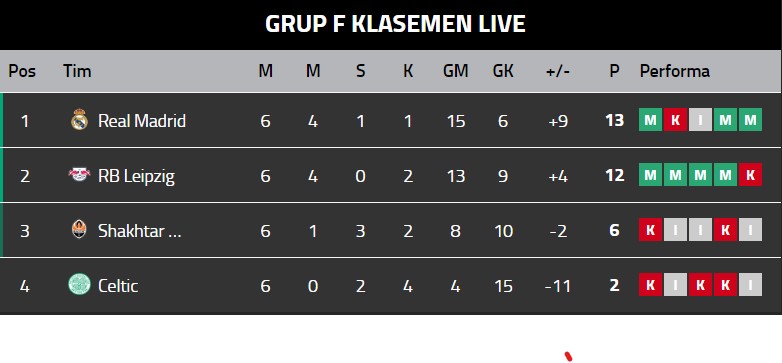 GRUP F KLASEMEN LIVE
Pos Tim M M S K GM GK +/- P Performa
1 Real Madrid 6 4 1 1 15 6 +9 13 M K I M M
2 RB Leipzig 6 4 0 2 13 9 +4 12 M M M M K
3 Shakhtar ... 6 1 3 2 8 10 -2 6 K I I K I
4 Celtic 6 0 2 4 4 15 -11 2 K I K K I